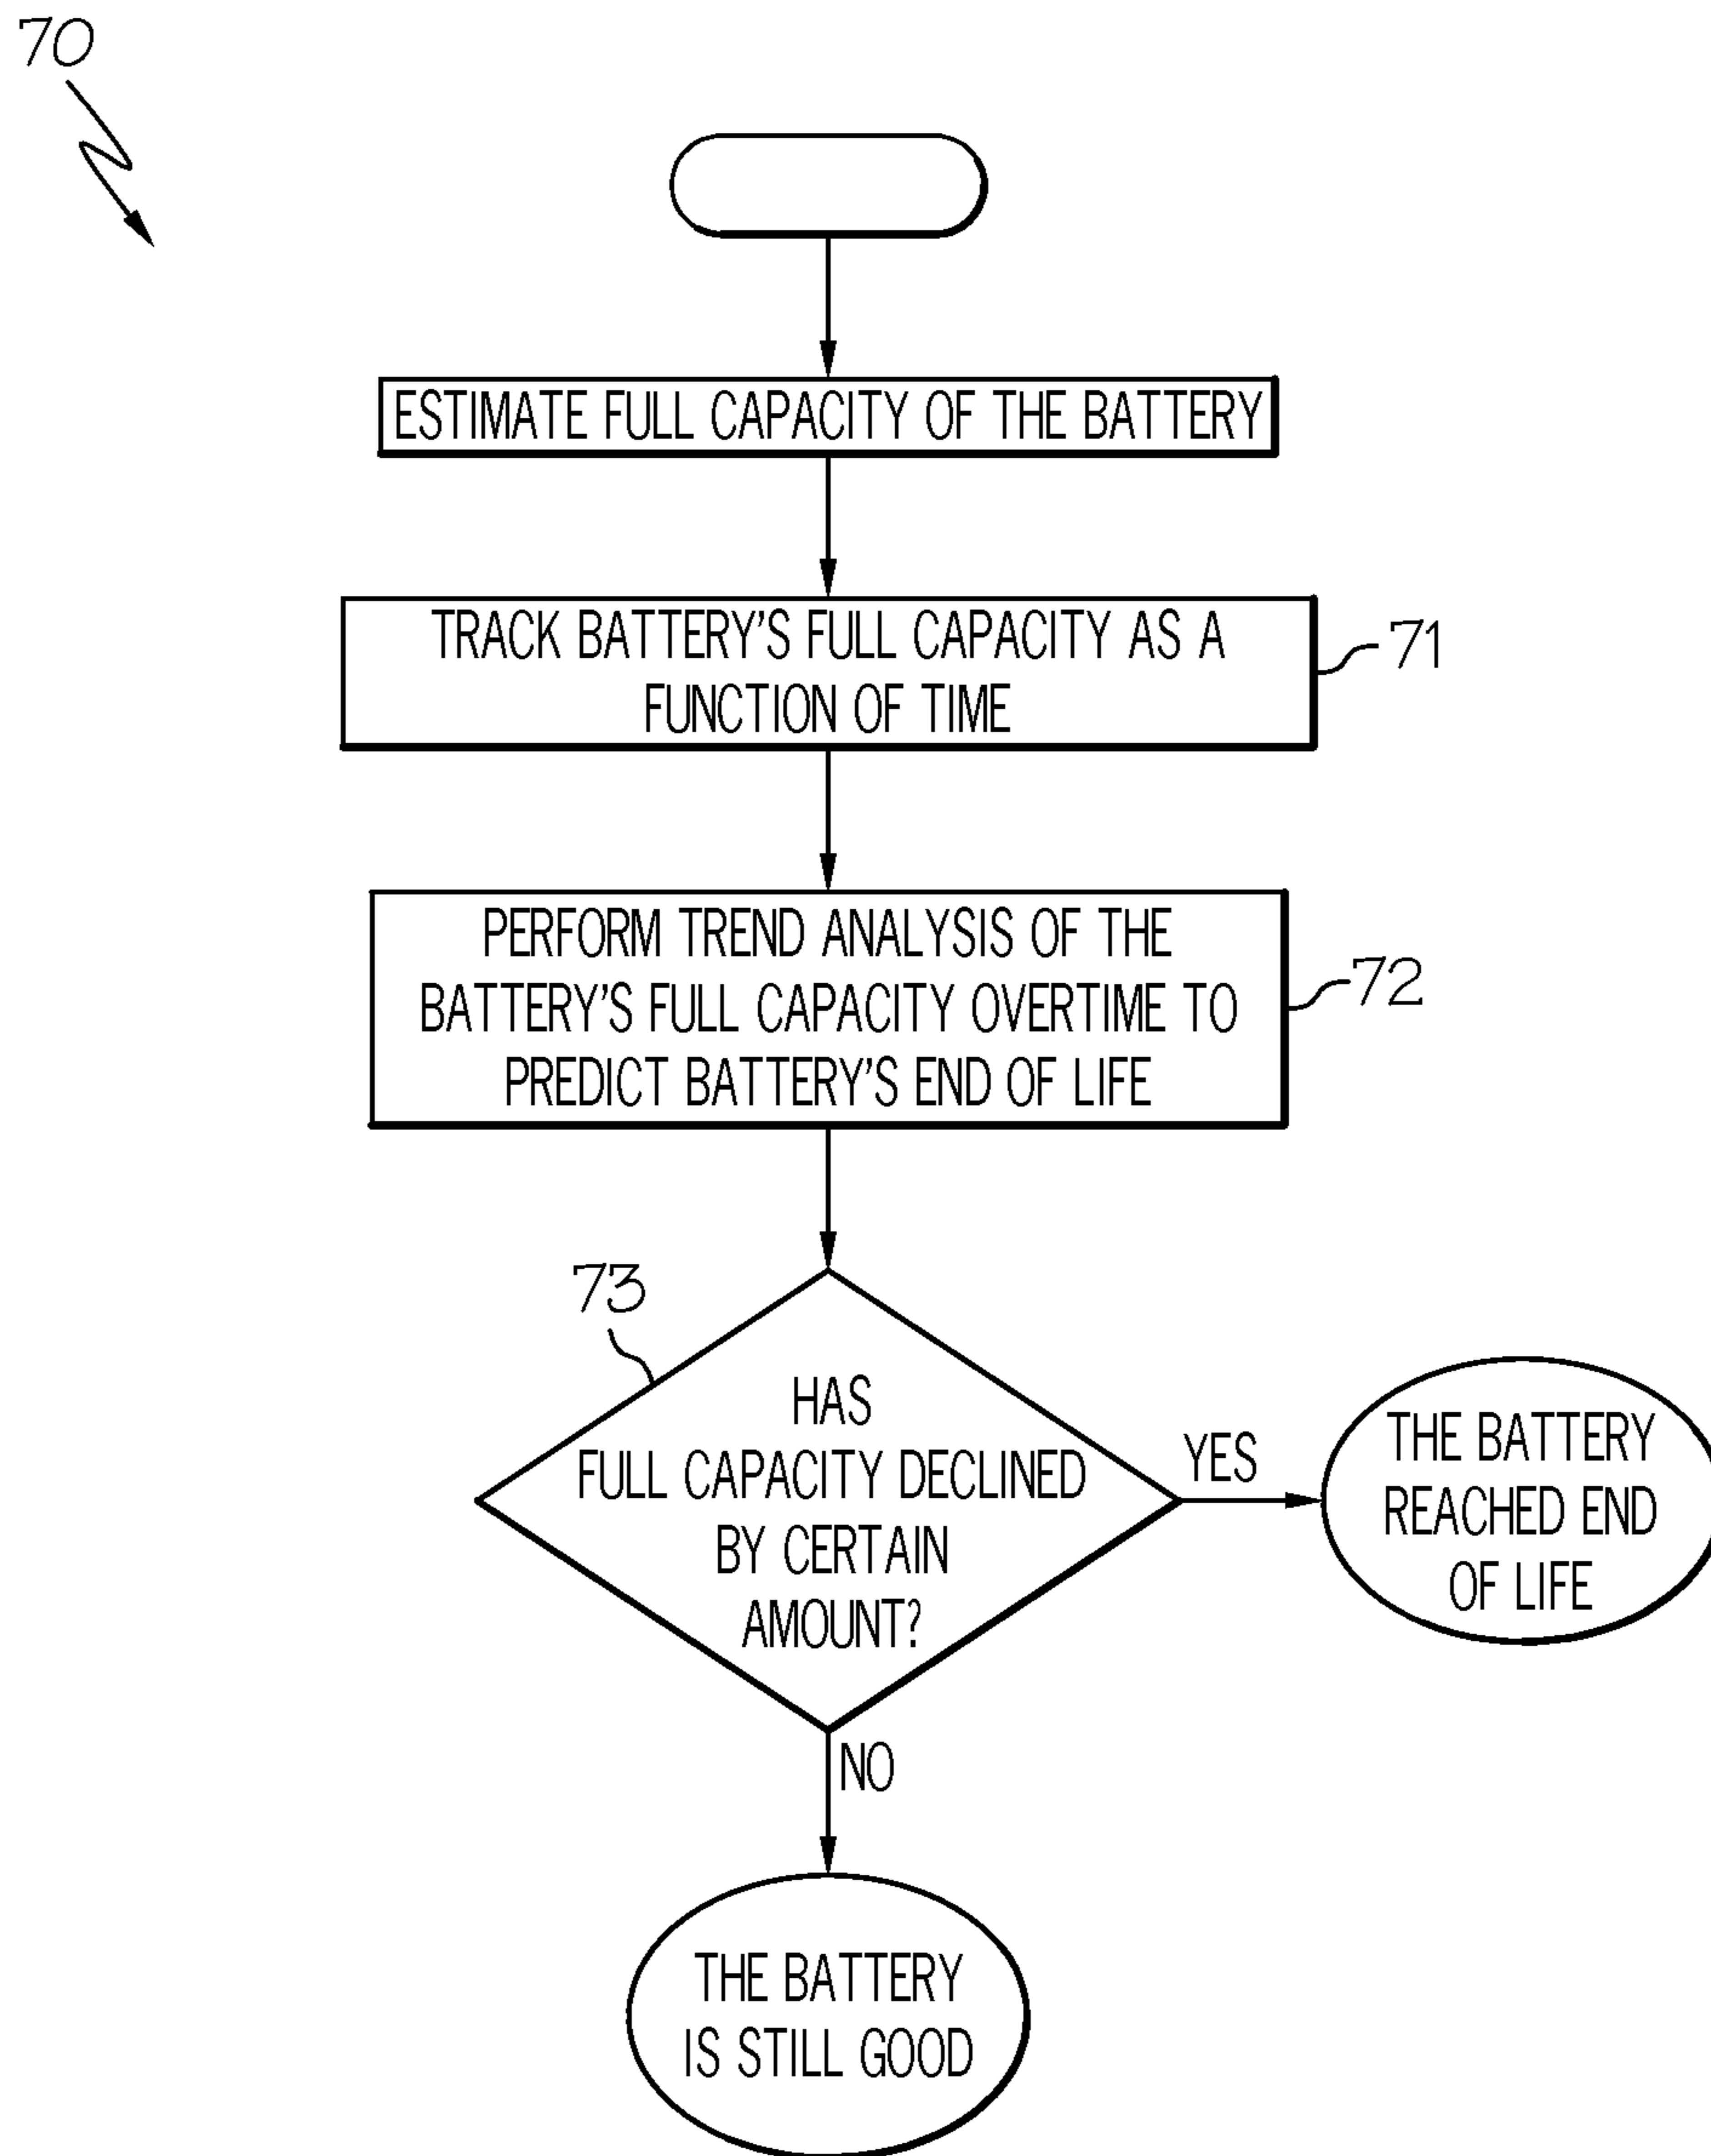 70
ESTIMATE FULL CAPACITY OF THE BATTERY
TRACK BATTERY'S FULL CAPACITY AS A
FUNCTION OF TIME
71
PERFORM TREND ANALYSIS OF THE
BATTERY'S FULL CAPACITY OVERTIME TO
PREDICT BATTERY'S END OF LIFE
72
73
HAS
FULL CAPACITY DECLINED
BY CERTAIN
AMOUNT?
YES
THE BATTERY
REACHED END
OF LIFE
NO
THE BATTERY
IS STILL GOOD